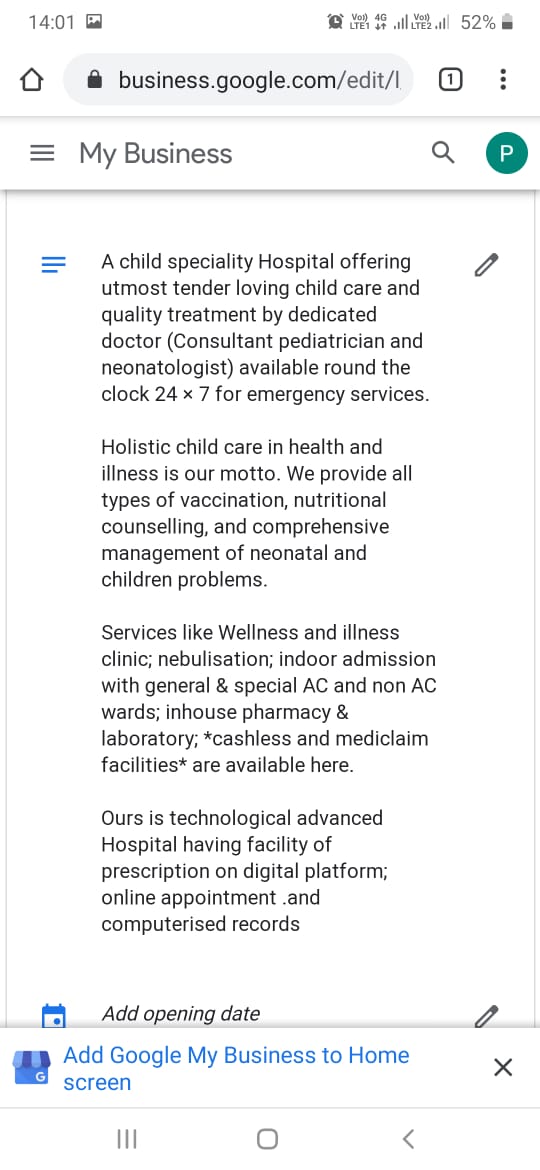 14:01 Vo)) LTE1 4G Vo)) LTE2 52%
business.google.com/edit/l 1
My Business P
A child speciality Hospital offering
utmost tender loving child care and
quality treatment by dedicated
doctor (Consultant pediatrician and
neonatologist) available round the
clock 24 × 7 for emergency services.
Holistic child care in health and
illness is our motto. We provide all
types of vaccination, nutritional
counselling, and comprehensive
management of neonatal and
children problems.
Services like Wellness and illness
clinic; nebulisation; indoor admission
with general & special AC and non AC
wards; inhouse pharmacy &
laboratory; *cashless and mediclaim
facilities* are available here.
Ours is technological advanced
Hospital having facility of
prescription on digital platform;
online appointment .and
computerised records
Add opening date
G Add Google My Business to Home
screen